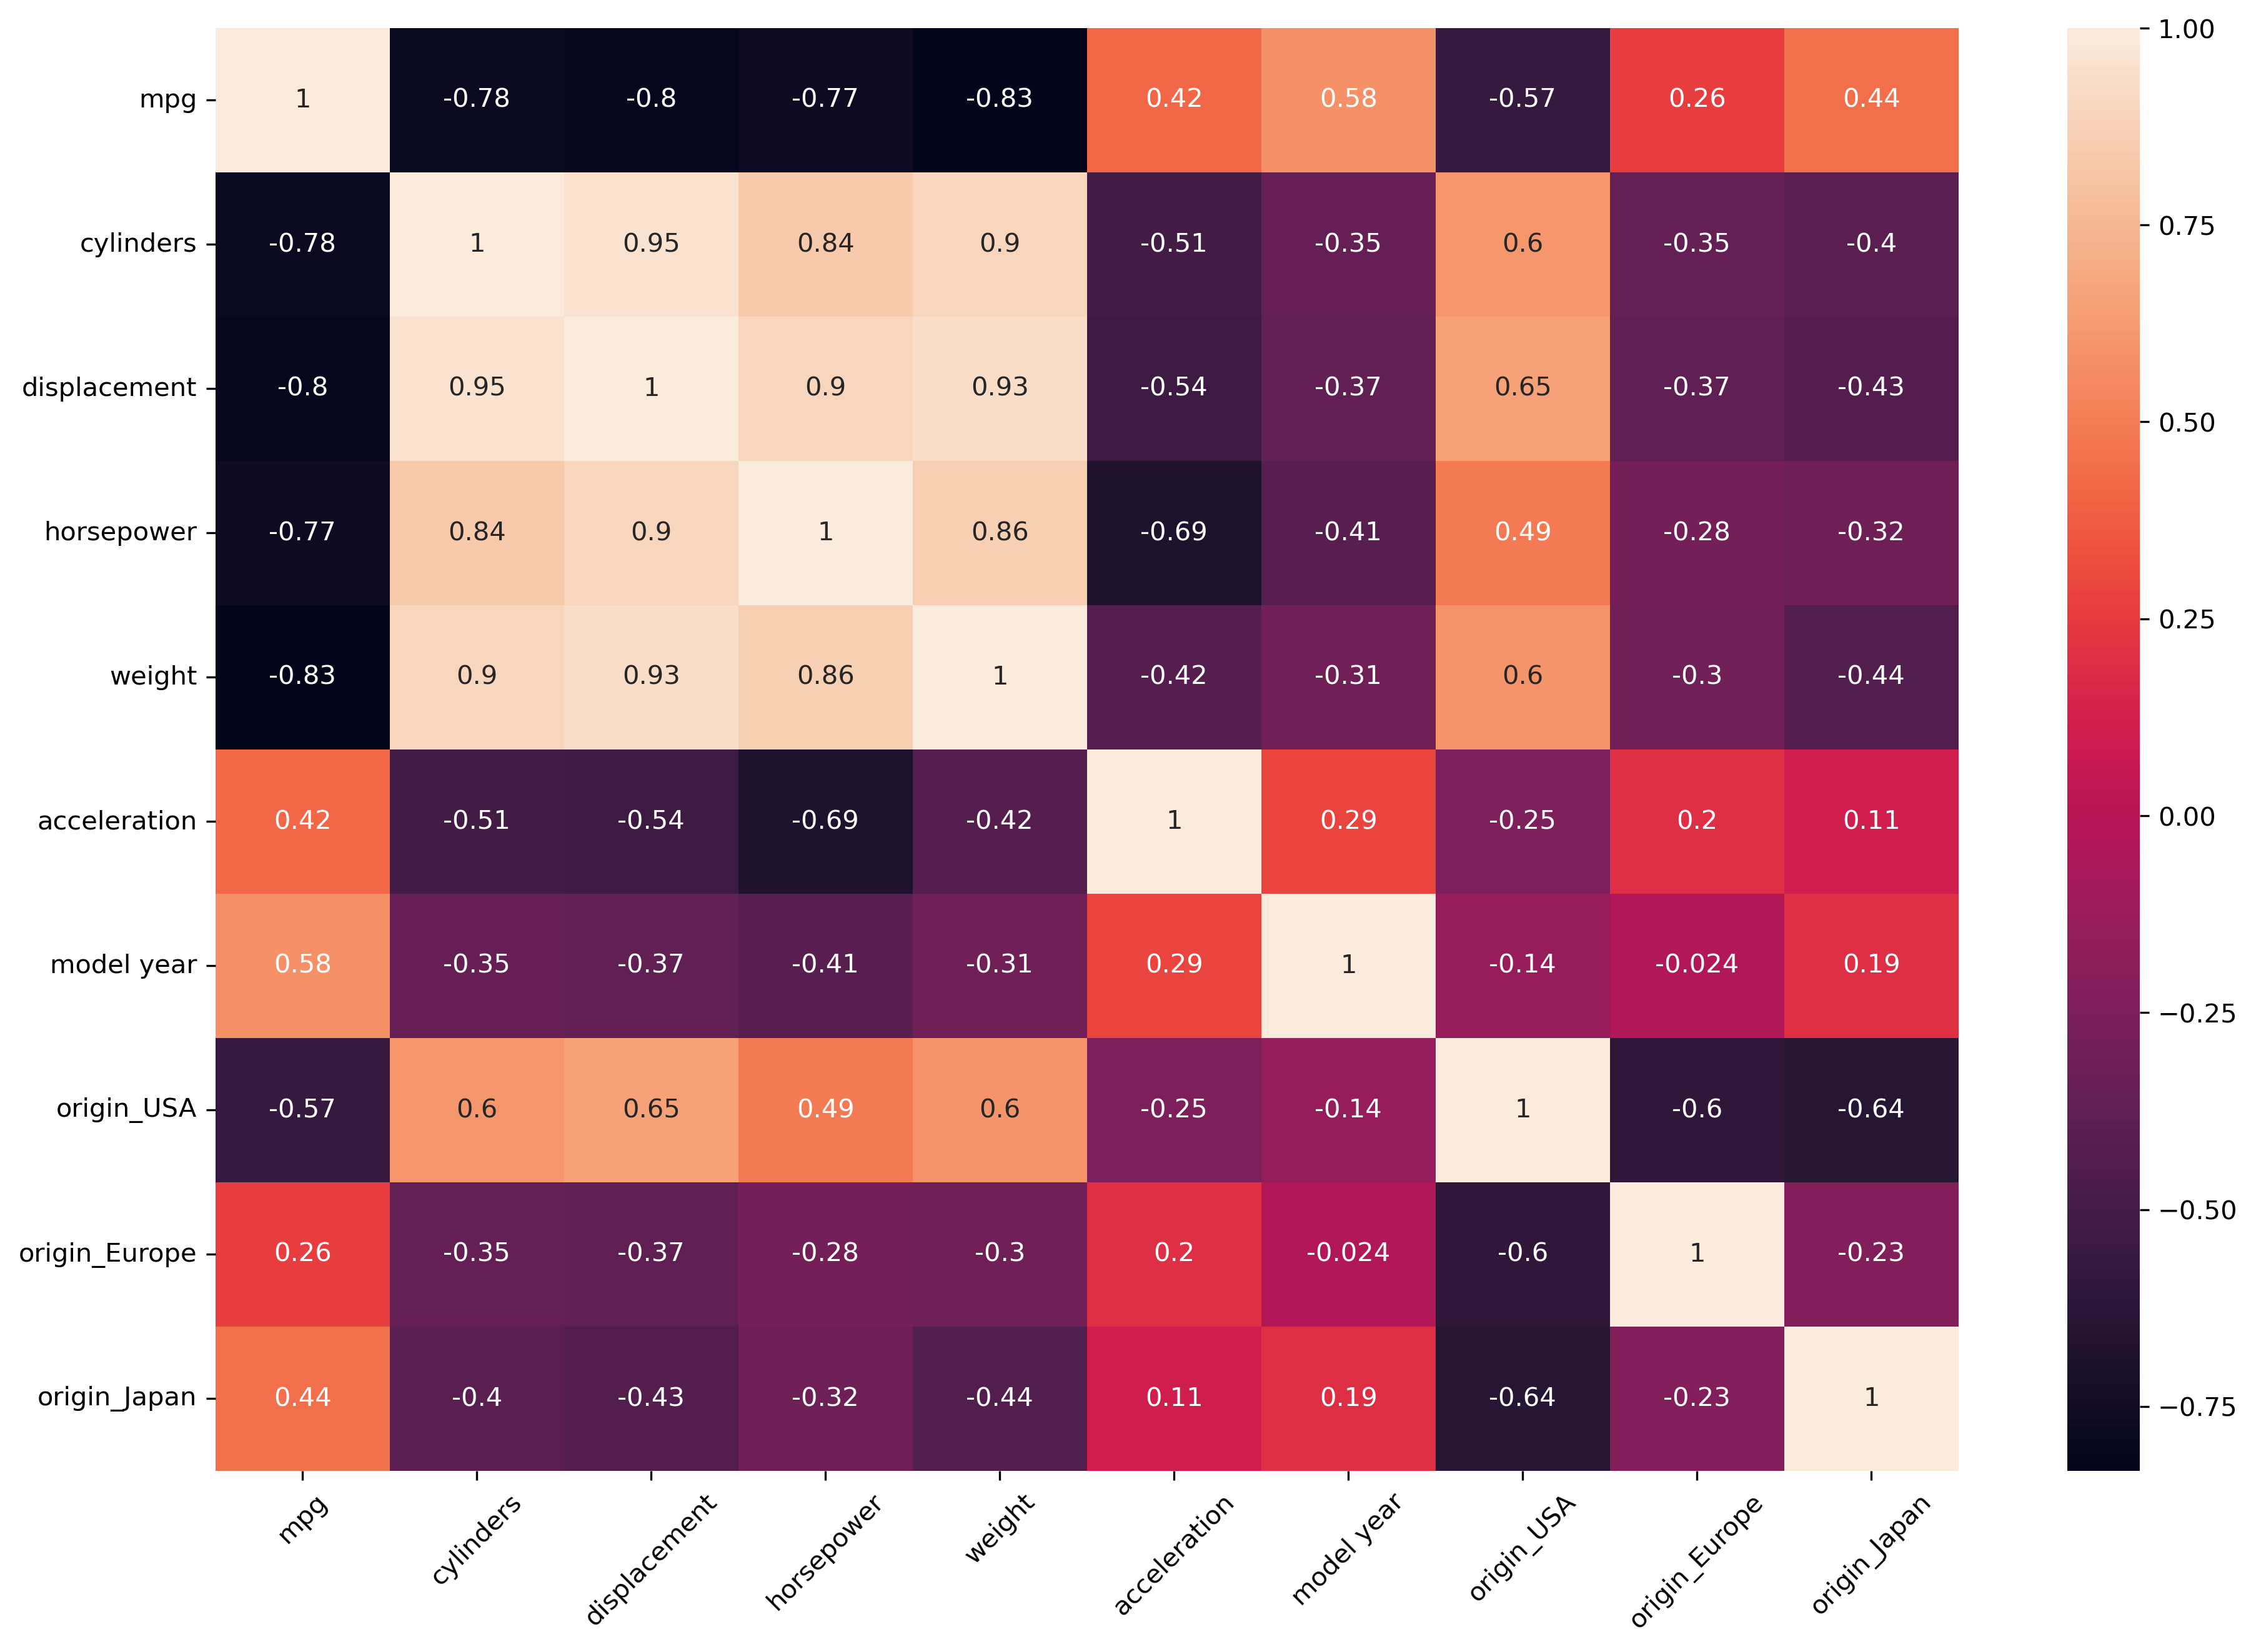 mpg 1 -0.78 -0.8 -0.77 -0.83 0.42 0.58 -0.57 0.26 0.44
cylinders -0.78 1 0.95 0.84 0.9 -0.51 -0.35 0.6 -0.35 -0.4
displacement -0.8 0.95 1 0.9 0.93 -0.54 -0.37 0.65 -0.37 -0.43
horsepower -0.77 0.84 0.9 1 0.86 -0.69 -0.41 0.49 -0.28 -0.32
weight -0.83 0.9 0.93 0.86 1 -0.42 -0.31 0.6 -0.3 -0.44
acceleration 0.42 -0.51 -0.54 -0.69 -0.42 1 0.29 -0.25 0.2 0.11
model year 0.58 -0.35 -0.37 -0.41 -0.31 0.29 1 -0.14 -0.024 0.19
origin_USA -0.57 0.6 0.65 0.49 0.6 -0.25 -0.14 1 -0.6 -0.64
origin_Europe 0.26 -0.35 -0.37 -0.28 -0.3 0.2 -0.024 -0.6 1 -0.23
origin_Japan 0.44 -0.4 -0.43 -0.32 -0.44 0.11 0.19 -0.64 -0.23 1
mpg cylinders displacement horsepower weight acceleration model year origin_USA origin_Europe origin_Japan
1.00
0.75
0.50
0.25
0.00
−0.25
−0.50
−0.75